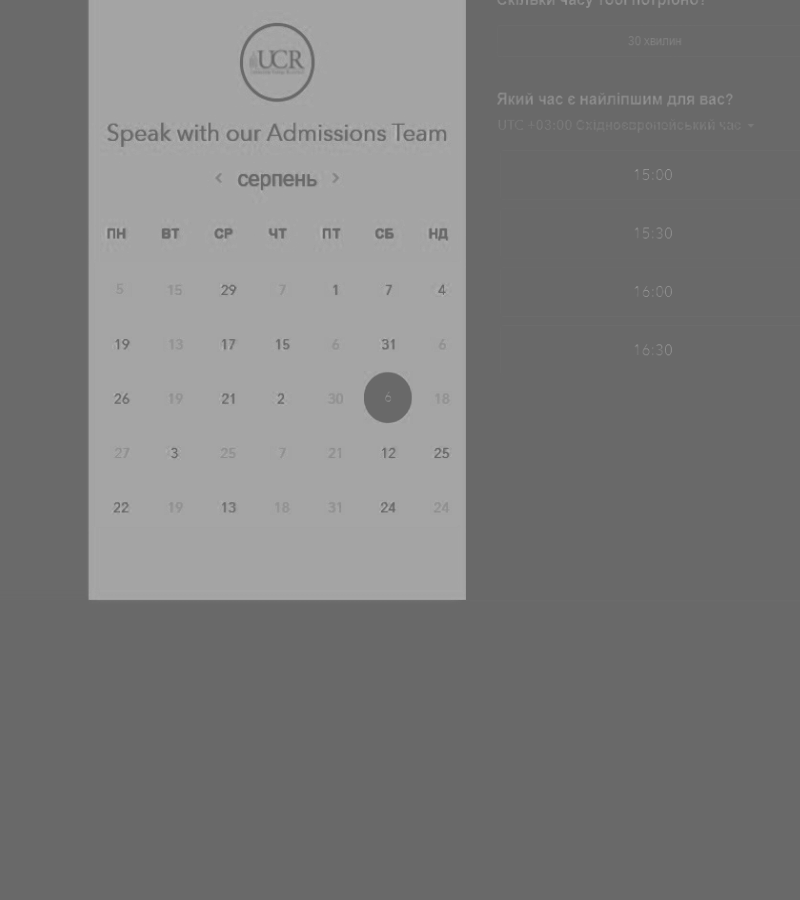 UCR
Speak with our Admissions Team
серпень
ПН ВТ СР ЧТ ПТ СБ НД
5 15 29 7 1 7 4
19 13 17 15 6 31 6
26 19 21 2 30 6 18
27 3 25 7 21 12 25
22 19 13 18 31 24 24
Скільки часу тобі потрібно?
30 хвилин
Який час є найліпшим для вас?
UTC +03:00 Східноєвропейський час
15:00
15:30
16:00
16:30